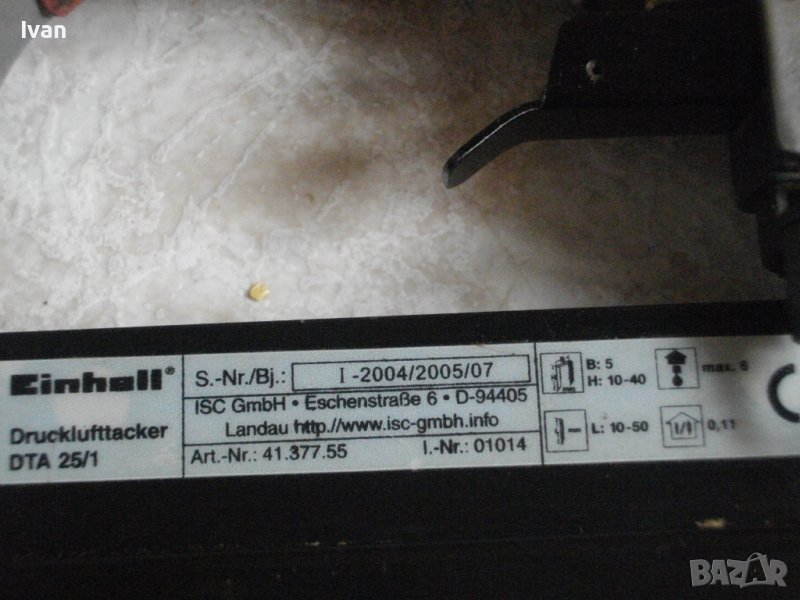 Ivan
Einhell®
Drucklufttacker
DTA 25/1
S.-Nr./Bj.: I-2004/2005/07
ISC GmbH • Eschenstraße 6 • D-94405
Landau http://www.isc-gmbh.info
Art.-Nr.: 41.377.55 I.-Nr.: 01014
B: 5
H: 10-40
max. 6
L: 10-50
l/l
0,11
BAZAR